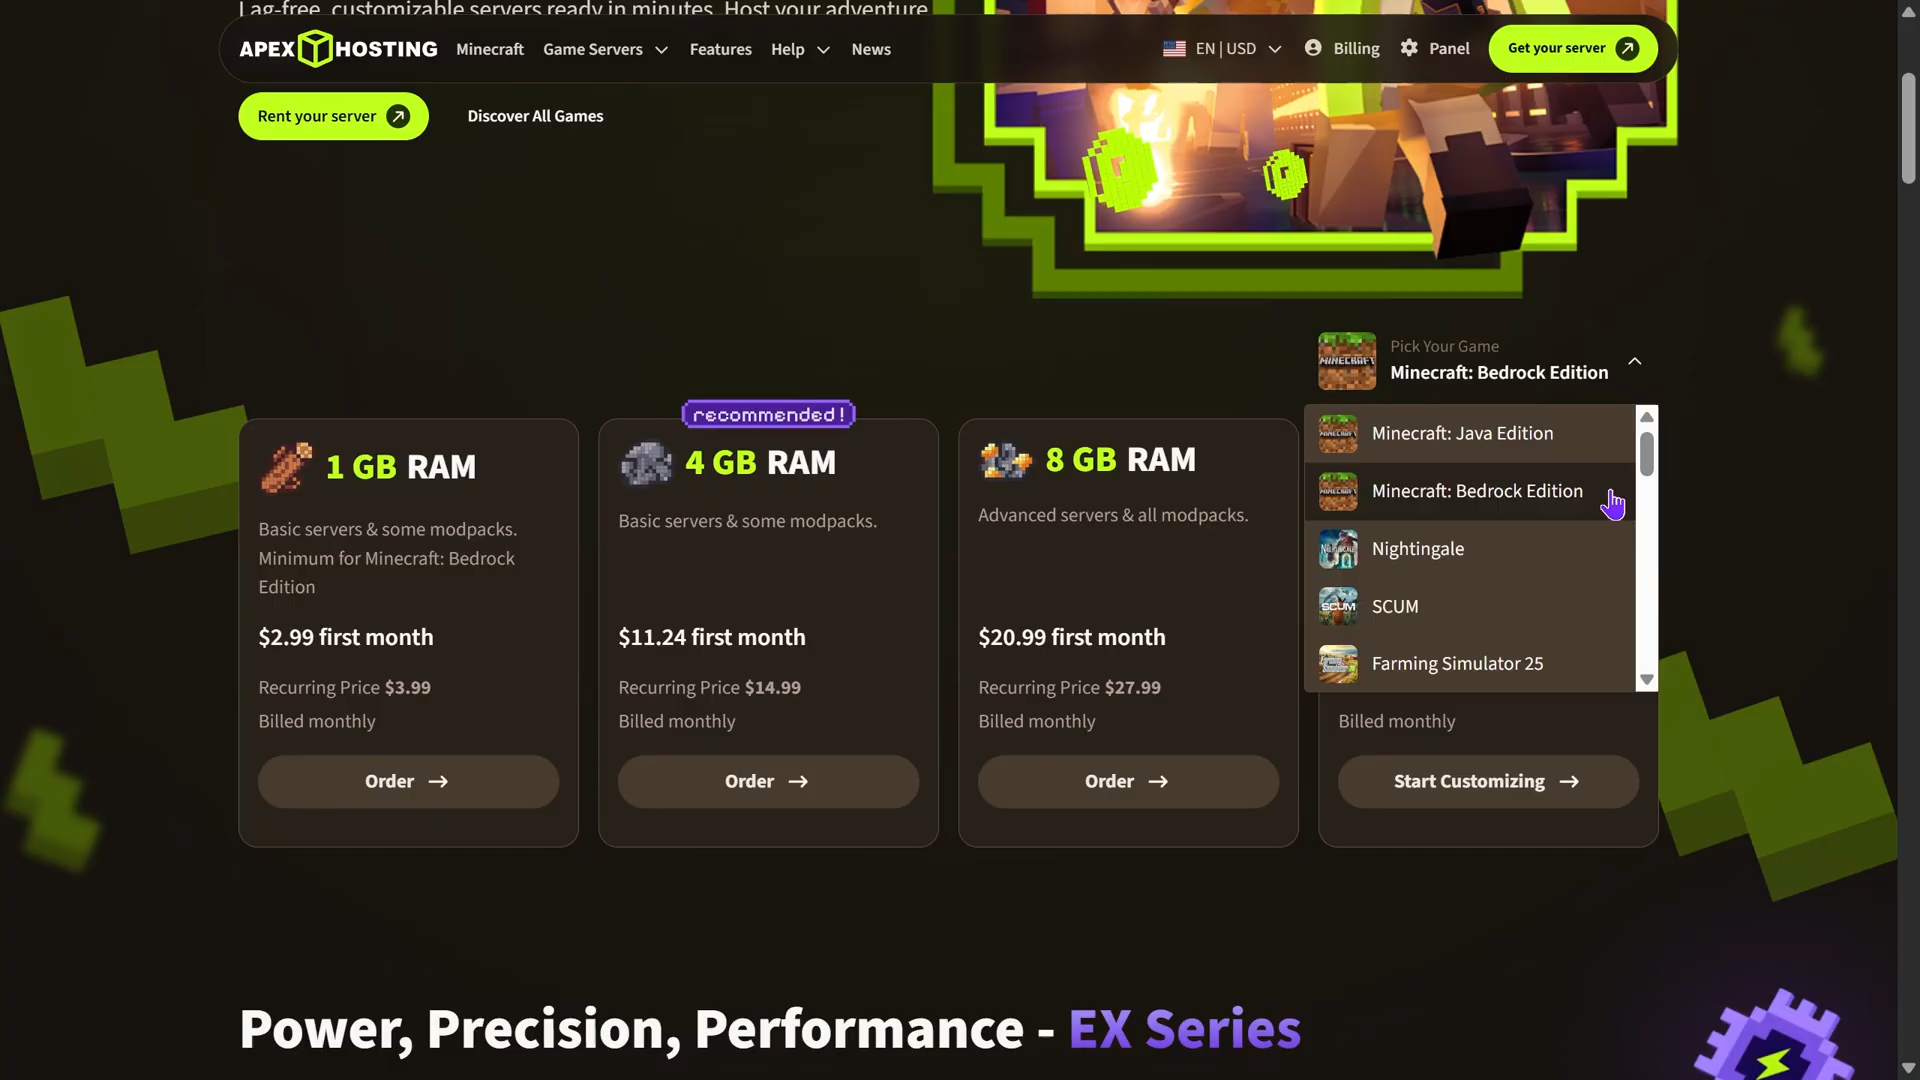 Lag-free, customizable servers ready in minutes. Host your adventure
APEX HOSTING
Minecraft
Game Servers
Features
Help
News
EN | USD
Billing
Panel
Get your server
Rent your server
Discover All Games
Pick Your Game
Minecraft: Bedrock Edition
MINECRAFT
Minecraft: Java Edition
Minecraft: Bedrock Edition
Nightingale
SCUM
Farming Simulator 25
1 GB RAM
Basic servers & some modpacks.
Minimum for Minecraft: Bedrock
Edition
$2.99 first month
Recurring Price $3.99
Billed monthly
Order
recommended!
4 GB RAM
Basic servers & some modpacks.
$11.24 first month
Recurring Price $14.99
Billed monthly
Order
8 GB RAM
Advanced servers & all modpacks.
$20.99 first month
Recurring Price $27.99
Billed monthly
Order
Billed monthly
Start Customizing
Power, Precision, Performance - EX Series